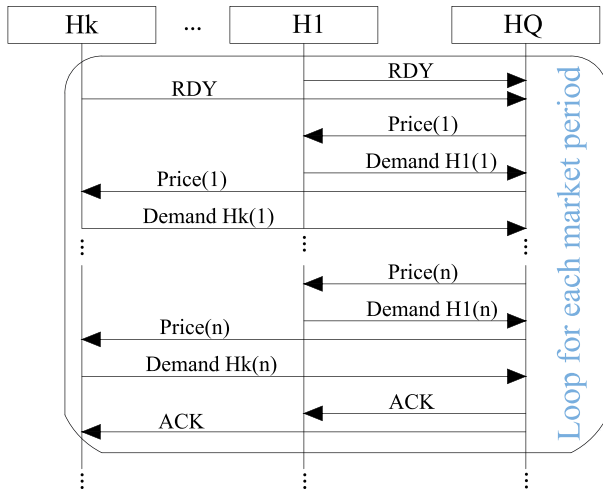 Hk ... H1 HQ
RDY
RDY
Price(1)
Demand H1(1)
Price(1)
Demand Hk(1)
Price(n)
Demand H1(n)
Price(n)
Demand Hk(n)
ACK
ACK
Loop for each market period